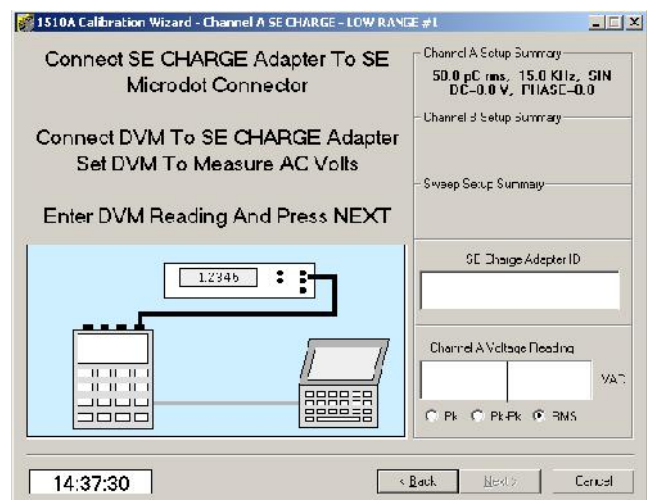 1510A Calibration Wizard - Channel A SE CHARGE - LOW RANGE #1
Connect SE CHARGE Adapter To SE
Microdot Connector
Connect DVM To SE CHARGE Adapter
Set DVM To Measure AC Volts
Enter DVM Reading And Press NEXT
1.2346
Channel A Setup Summary
50.0 pC rms, 15.0 KHz, SIN
DC=0.0 V, PHASE=0.0
Channel B Setup Summary
Sweep Setup Summary
SE Charge Adapter ID
Channel A Voltage Reading
VAC
Pk Pk-Pk RMS
14:37:30
< Back Next > Cancel